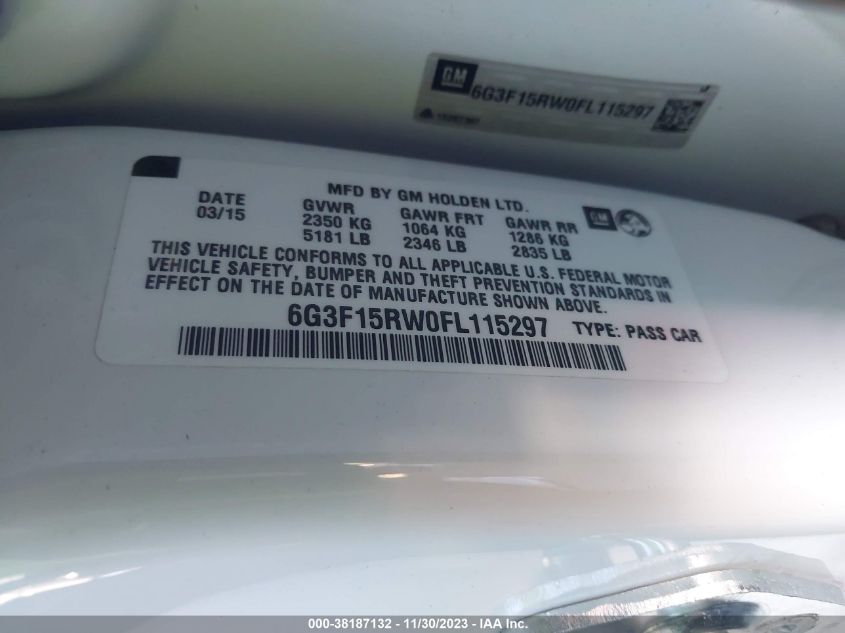 GM
6G3F15RW0FL115297
MFD BY GM HOLDEN LTD.
DATE GVWR GAWR FRT GAWR RR GM
03/15 2350 KG 1064 KG 1286 KG
5181 LB 2346 LB 2835 LB
THIS VEHICLE CONFORMS TO ALL APPLICABLE U.S. FEDERAL MOTOR
VEHICLE SAFETY, BUMPER AND THEFT PREVENTION STANDARDS IN
EFFECT ON THE DATE OF MANUFACTURE SHOWN ABOVE.
6G3F15RW0FL115297 TYPE: PASS CAR
000-38187132 - 11/30/2023 - IAA Inc.